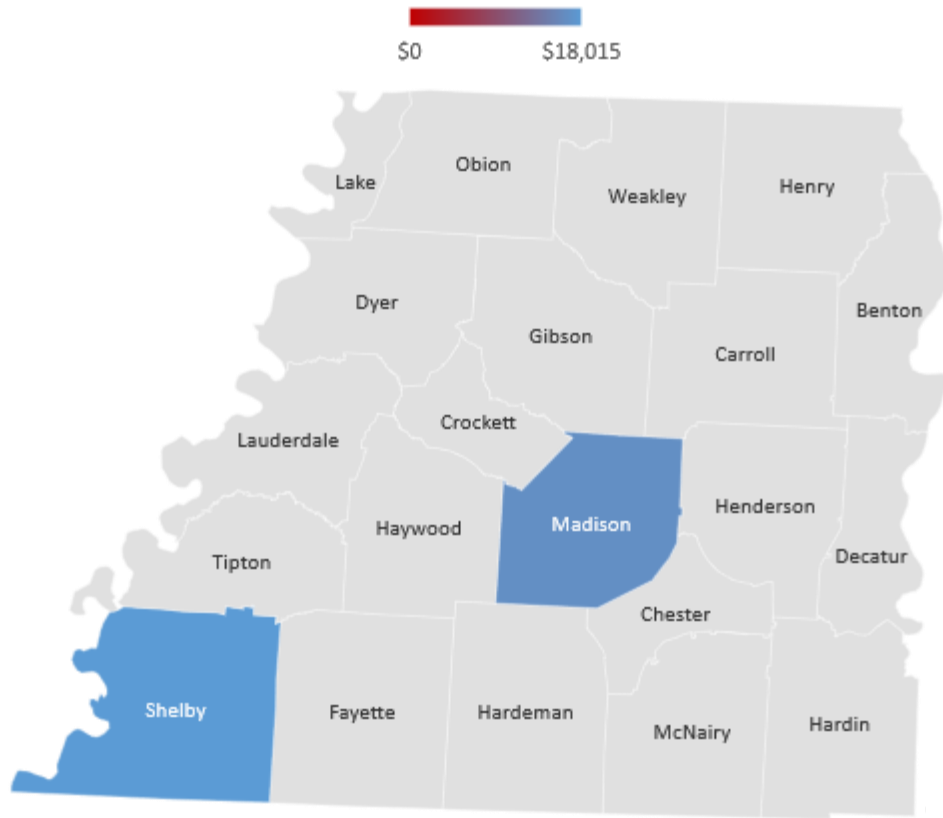 $0 $18,015
Lake
Obion
Weakley
Henry
Dyer
Gibson
Carroll
Benton
Crockett
Lauderdale
Haywood
Madison
Henderson
Tipton
Decatur
Chester
Shelby
Fayette
Hardeman
McNairy
Hardin